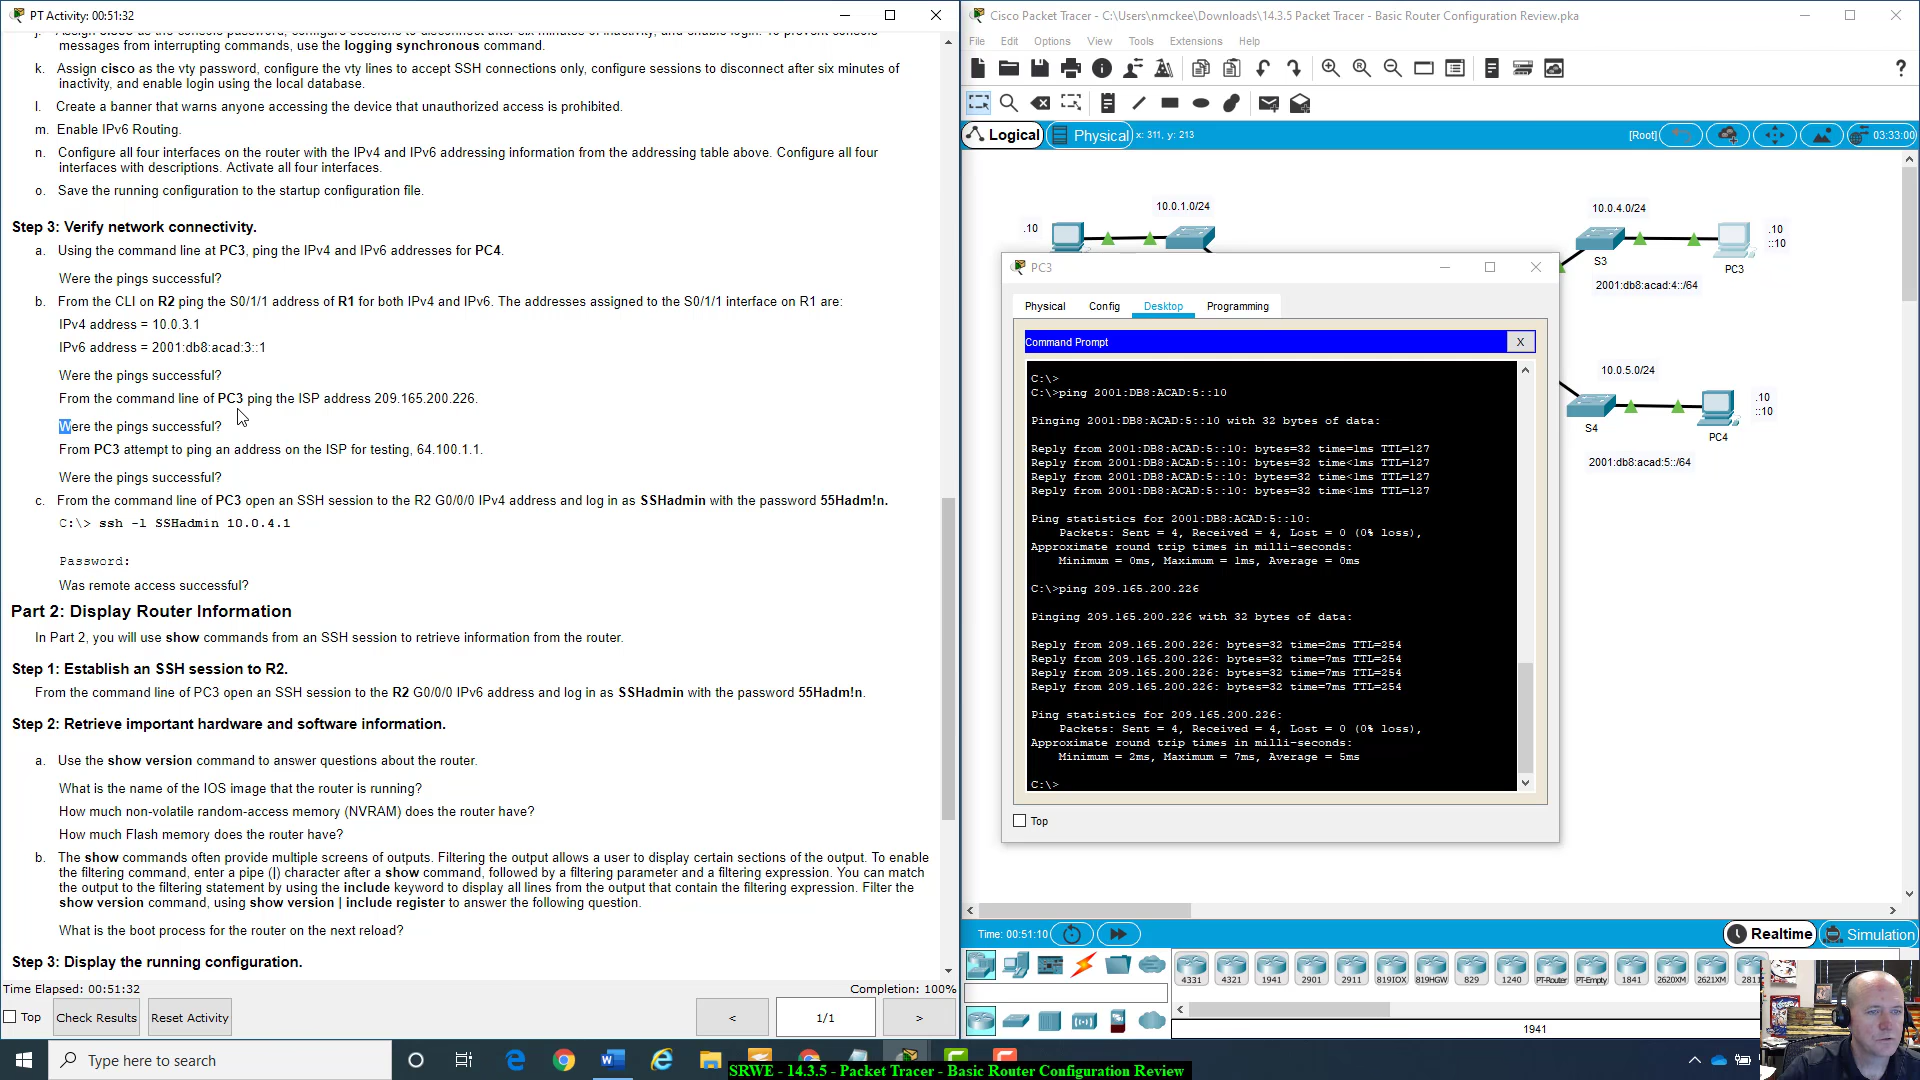 PT Activity: 00:51:32
messages from interrupting commands, use the logging synchronous command.
k. Assign cisco as the vty password, configure the vty lines to accept SSH connections only, configure sessions to disconnect after six minutes of
inactivity, and enable login using the local database.
l. Create a banner that warns anyone accessing the device that unauthorized access is prohibited.
m. Enable IPv6 Routing.
n. Configure all four interfaces on the router with the IPv4 and IPv6 addressing information from the addressing table above. Configure all four
interfaces with descriptions. Activate all four interfaces.
o. Save the running configuration to the startup configuration file.
Step 3: Verify network connectivity.
a. Using the command line at PC3, ping the IPv4 and IPv6 addresses for PC4.
Were the pings successful?
b. From the CLI on R2 ping the S0/1/1 address of R1 for both IPv4 and IPv6. The addresses assigned to the S0/1/1 interface on R1 are:
IPv4 address = 10.0.3.1
IPv6 address = 2001:db8:acad:3::1
Were the pings successful?
From the command line of PC3 ping the ISP address 209.165.200.226.
Were the pings successful?
From PC3 attempt to ping an address on the ISP for testing, 64.100.1.1.
Were the pings successful?
c. From the command line of PC3 open an SSH session to the R2 G0/0/0 IPv4 address and log in as SSHadmin with the password 55Hadm!n.
C:\> ssh -l SSHadmin 10.0.4.1
Password:
Was remote access successful?
Part 2: Display Router Information
In Part 2, you will use show commands from an SSH session to retrieve information from the router.
Step 1: Establish an SSH session to R2.
From the command line of PC3 open an SSH session to the R2 G0/0/0 IPv6 address and log in as SSHadmin with the password 55Hadm!n.
Step 2: Retrieve important hardware and software information.
a. Use the show version command to answer questions about the router.
What is the name of the IOS image that the router is running?
How much non-volatile random-access memory (NVRAM) does the router have?
How much Flash memory does the router have?
b. The show commands often provide multiple screens of outputs. Filtering the output allows a user to display certain sections of the output. To enable
the filtering command, enter a pipe (|) character after a show command, followed by a filtering parameter and a filtering expression. You can match
the output to the filtering statement by using the include keyword to display all lines from the output that contain the filtering expression. Filter the
show version command, using show version | include register to answer the following question.
What is the boot process for the router on the next reload?
Step 3: Display the running configuration.
Time Elapsed: 00:51:32 Completion: 100%
Top Check Results Reset Activity < 1/1 >
Cisco Packet Tracer - C:\Users\nmckee\Downloads\14.3.5 Packet Tracer - Basic Router Configuration Review.pka
File Edit Options View Tools Extensions Help
Logical Physical x: 311, y: 213 [Root] 03:33:00
10.0.1.0/24
.10
10.0.4.0/24
.10
::10
S3
PC3
2001:db8:acad:4::/64
10.0.5.0/24
.10
::10
S4
PC4
2001:db8:acad:5::/64
PC3
Physical Config Desktop Programming
Command Prompt X
C:\>
C:\>ping 2001:DB8:ACAD:5::10
Pinging 2001:DB8:ACAD:5::10 with 32 bytes of data:
Reply from 2001:DB8:ACAD:5::10: bytes=32 time=1ms TTL=127
Reply from 2001:DB8:ACAD:5::10: bytes=32 time<1ms TTL=127
Reply from 2001:DB8:ACAD:5::10: bytes=32 time<1ms TTL=127
Reply from 2001:DB8:ACAD:5::10: bytes=32 time<1ms TTL=127
Ping statistics for 2001:DB8:ACAD:5::10:
Packets: Sent = 4, Received = 4, Lost = 0 (0% loss),
Approximate round trip times in milli-seconds:
Minimum = 0ms, Maximum = 1ms, Average = 0ms
C:\>ping 209.165.200.226
Pinging 209.165.200.226 with 32 bytes of data:
Reply from 209.165.200.226: bytes=32 time=2ms TTL=254
Reply from 209.165.200.226: bytes=32 time=7ms TTL=254
Reply from 209.165.200.226: bytes=32 time=7ms TTL=254
Reply from 209.165.200.226: bytes=32 time=7ms TTL=254
Ping statistics for 209.165.200.226:
Packets: Sent = 4, Received = 4, Lost = 0 (0% loss),
Approximate round trip times in milli-seconds:
Minimum = 2ms, Maximum = 7ms, Average = 5ms
C:\>
Top
Time: 00:51:10 Realtime Simulation
4331 4321 1941 2901 2911 819IOX 819HGW 829 1240 PT-Router PT-Empty 1841 2620XM 2621XM 2811
1941
Type here to search
SRWE - 14.3.5 - Packet Tracer - Basic Router Configuration Review